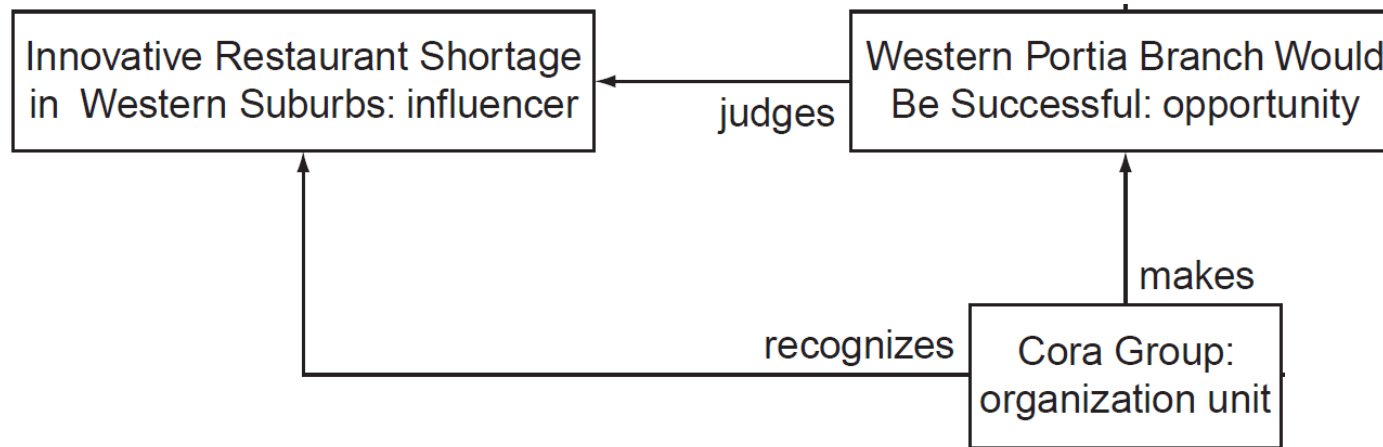 Innovative Restaurant Shortage
in Western Suburbs: influencer
Western Portia Branch Would
Be Successful: opportunity
judges
makes
recognizes
Cora Group:
organization unit